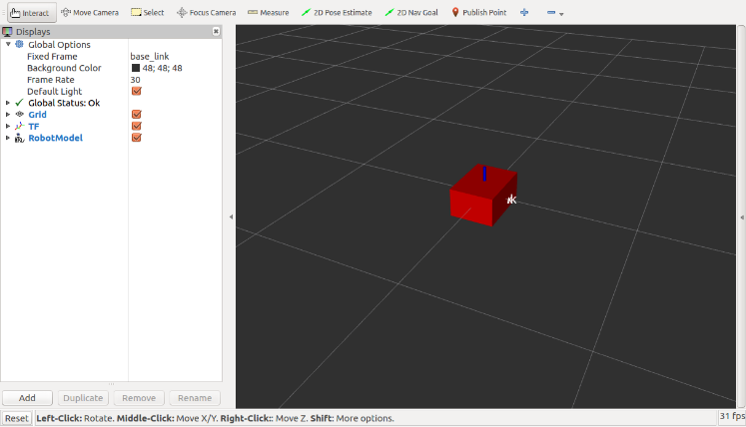 Interact Move Camera Select Focus Camera Measure 2D Pose Estimate 2D Nav Goal Publish Point
Displays
Global Options
Fixed Frame base_link
Background Color 48; 48; 48
Frame Rate 30
Default Light
Global Status: Ok
Grid
TF
RobotModel
Add Duplicate Remove Rename
Reset Left-Click: Rotate. Middle-Click: Move X/Y. Right-Click:: Move Z. Shift: More options. 31 fps